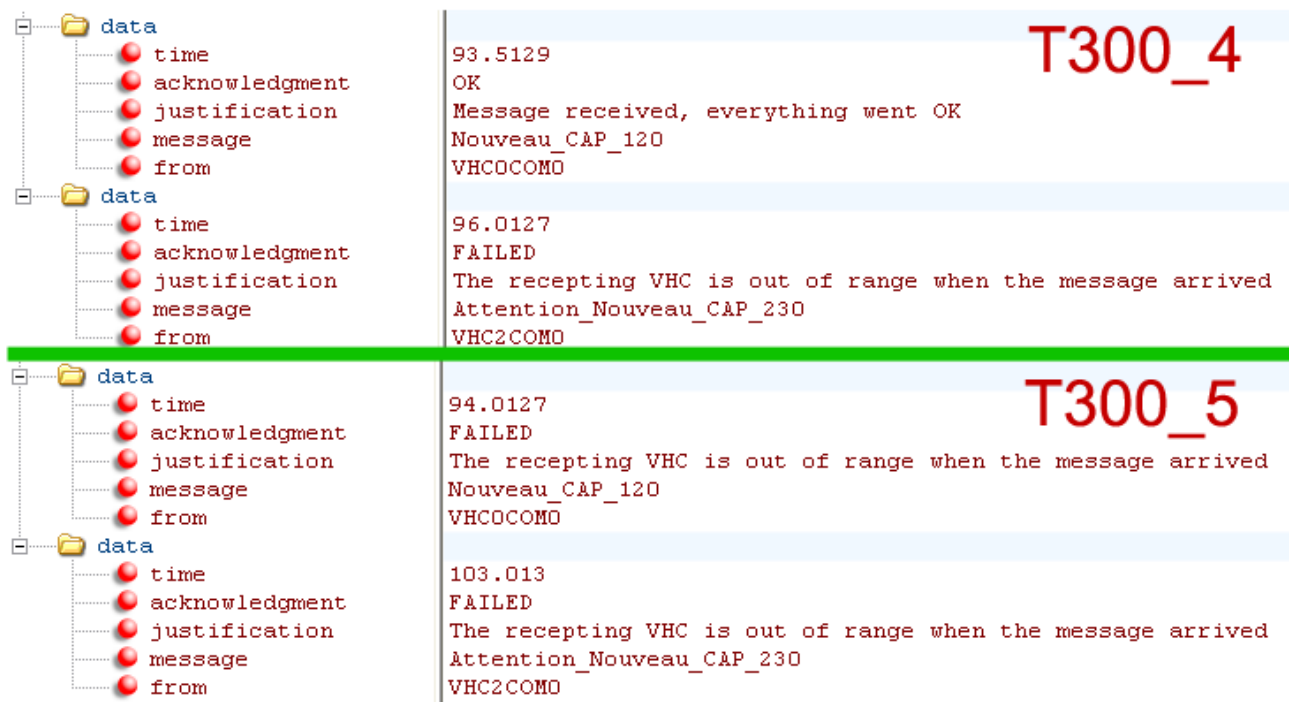 data
T300_4
time 93.5129
acknowledgment OK
justification Message received, everything went OK
message Nouveau_CAP_120
from VHC0COM0
data
time 96.0127
acknowledgment FAILED
justification The recepting VHC is out of range when the message arrived
message Attention_Nouveau_CAP_230
from VHC2COM0
data
T300_5
time 94.0127
acknowledgment FAILED
justification The recepting VHC is out of range when the message arrived
message Nouveau_CAP_120
from VHC0COM0
data
time 103.013
acknowledgment FAILED
justification The recepting VHC is out of range when the message arrived
message Attention_Nouveau_CAP_230
from VHC2COM0